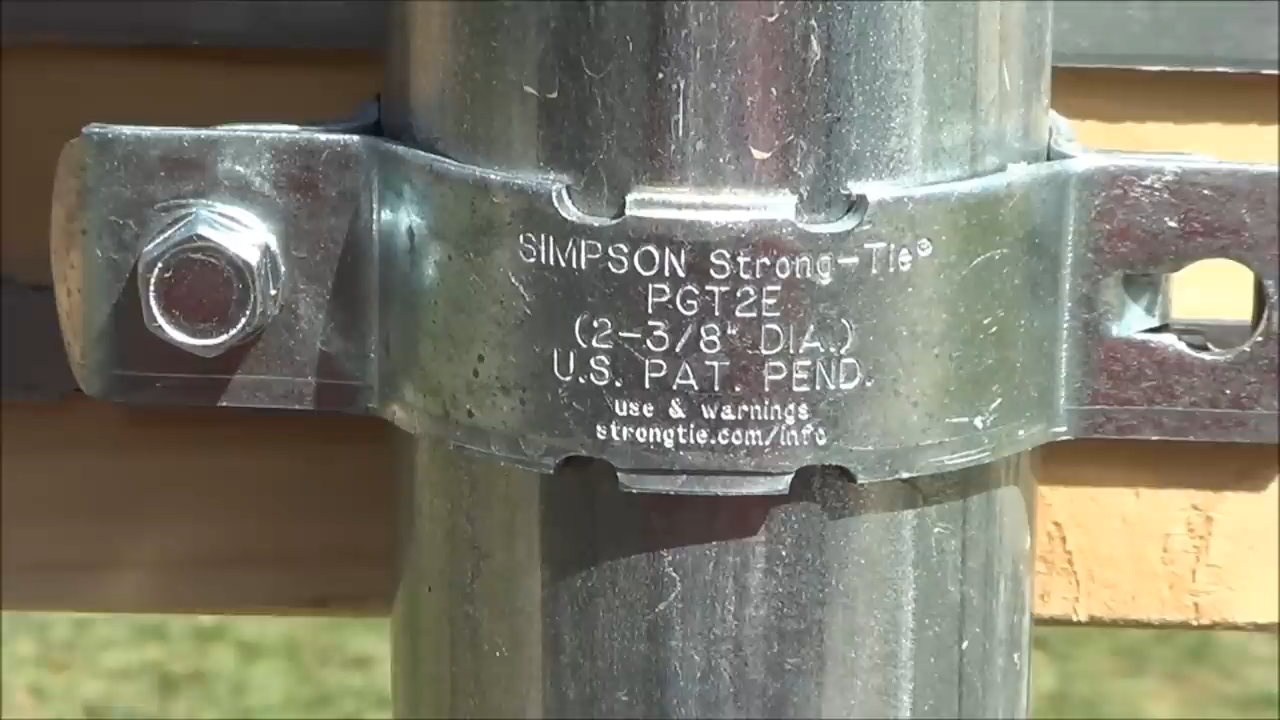 SIMPSON Strong-Tie®
PGT2E
(2-3/8" DIA.)
U.S. PAT. PEND.
use & warnings
strongtie.com/info